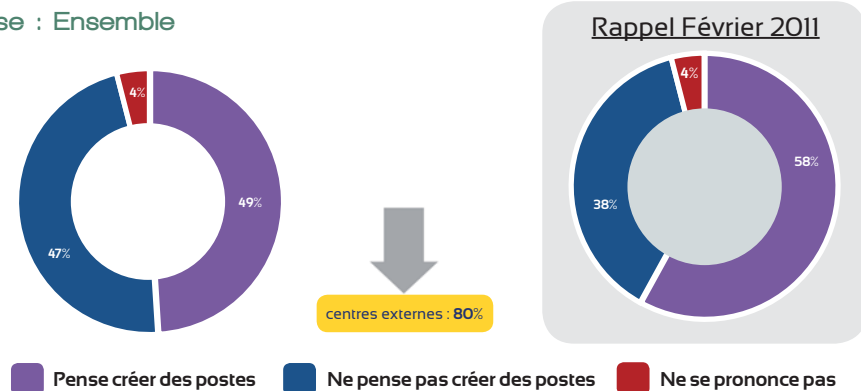 : Ensemble
Rappel Février 2011
4%
49%
47%
4%
58%
38%
centres externes : 80%
Pense créer des postes
Ne pense pas créer des postes
Ne se prononce pas